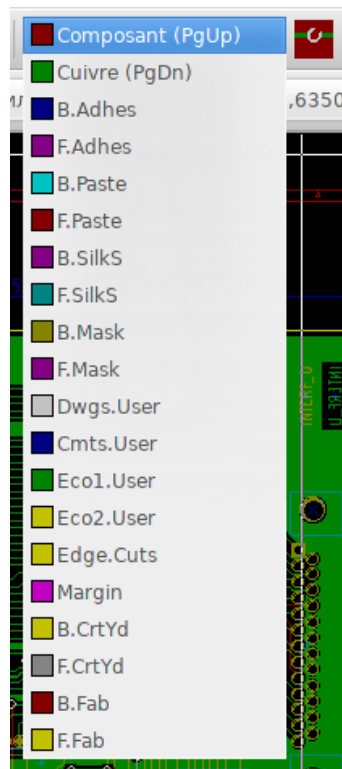 Composant (PgUp)
Cuivre (PgDn)
,6350
B.Adhes
F.Adhes
B.Paste
F.Paste
B.SilkS
F.SilkS
B.Mask
F.Mask
Dwgs.User
Cmts.User
Eco1.User
Eco2.User
Edge.Cuts
Margin
B.CrtYd
F.CrtYd
B.Fab
F.Fab